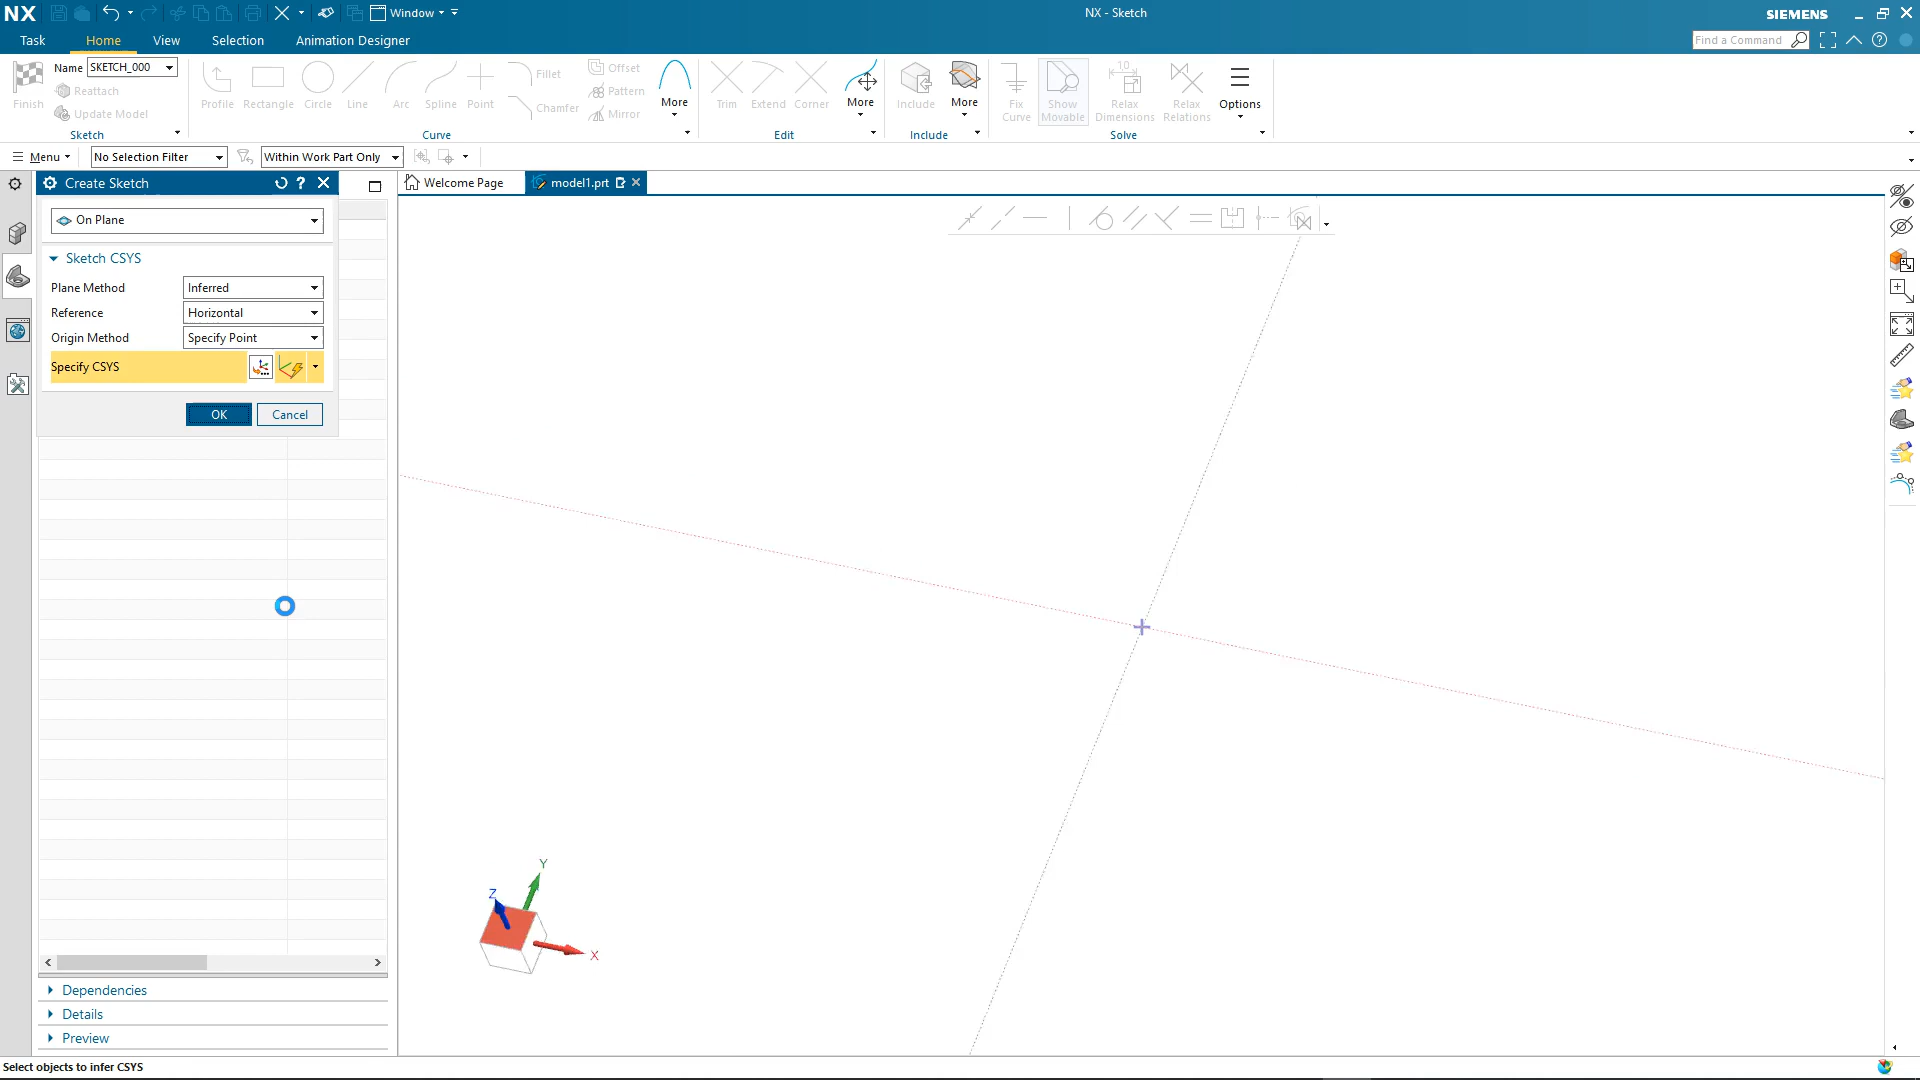 NX
Window
NX - Sketch
SIEMENS
Task
Home
View
Selection
Animation Designer
Find a Command
Name
SKETCH_000
Reattach
Update Model
Finish
Sketch
Profile
Rectangle
Circle
Line
Arc
Spline
Point
Fillet
Chamfer
Offset
Pattern
Mirror
More
Curve
Trim
Extend
Corner
More
Edit
Include
More
Include
Fix
Curve
Show
Movable
1.0
Relax
Dimensions
Relax
Relations
Options
Solve
Menu
No Selection Filter
Within Work Part Only
Create Sketch
?
Welcome Page
model1.prt
On Plane
Sketch CSYS
Plane Method
Inferred
Reference
Horizontal
Origin Method
Specify Point
Specify CSYS
OK
Cancel
Y
Z
X
Dependencies
Details
Preview
Select objects to infer CSYS